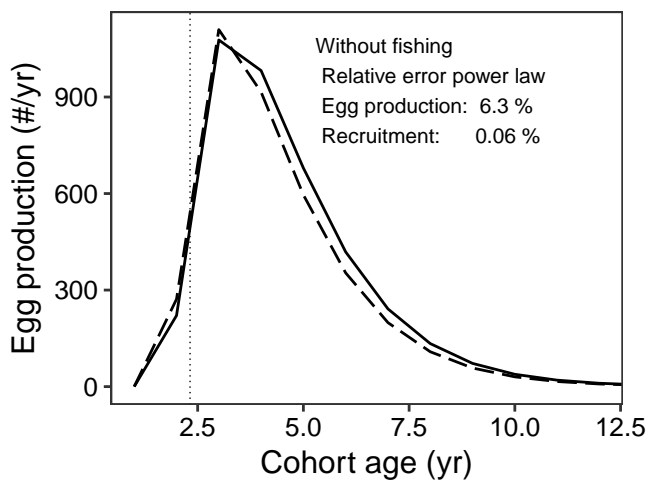 Without fishing
Relative error power law
Egg production: 6.3 %
Recruitment: 0.06 %
Egg production (#/yr)
900
600
300
0
2.5 5.0 7.5 10.0 12.5
Cohort age (yr)